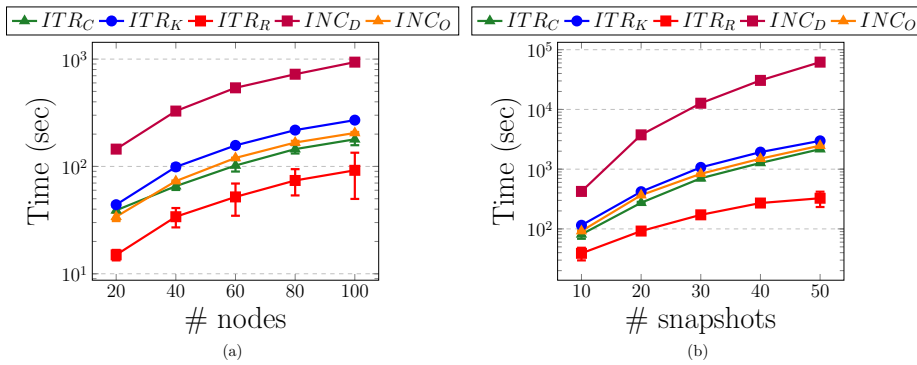 ITR_C ITR_K ITR_R INC_D INC_O
10^3
10^2
10^1
Time (sec)
20 40 60 80 100
# nodes
(a)
ITR_C ITR_K ITR_R INC_D INC_O
10^5
10^4
10^3
10^2
Time (sec)
10 20 30 40 50
# snapshots
(b)